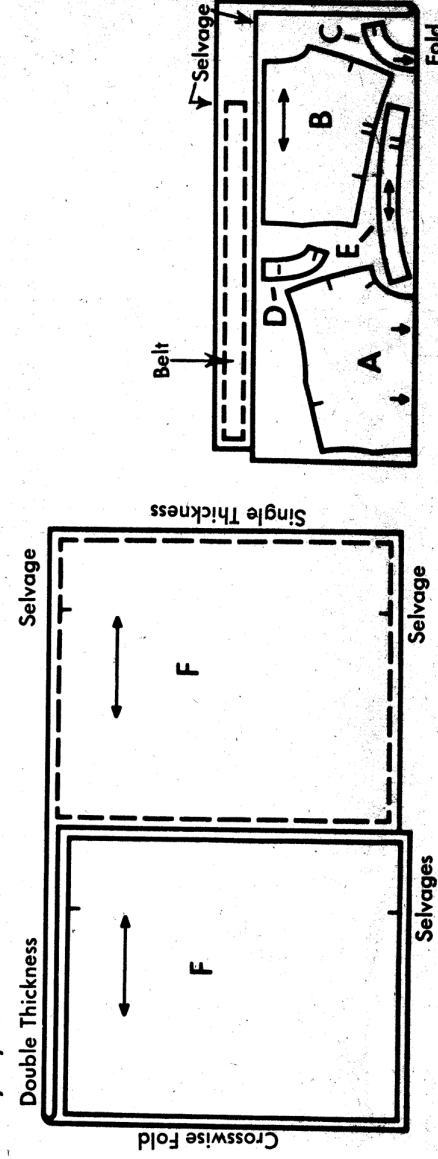 Double Thickness
Selvage
Single Thickness
Crosswise Fold
F
F
Selvages
Selvage
Selvage
Belt
A
B
C
D
E
Fold